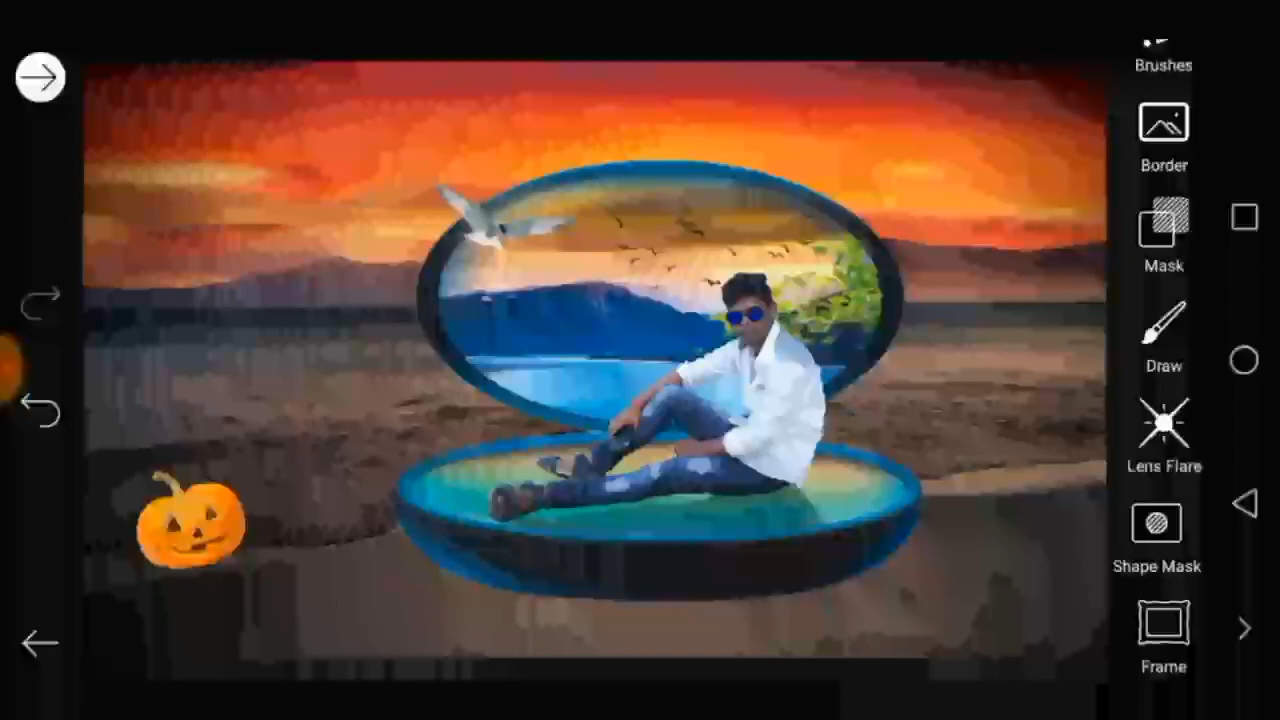 Brushes
Border
Mask
Draw
Lens Flare
Shape Mask
Frame